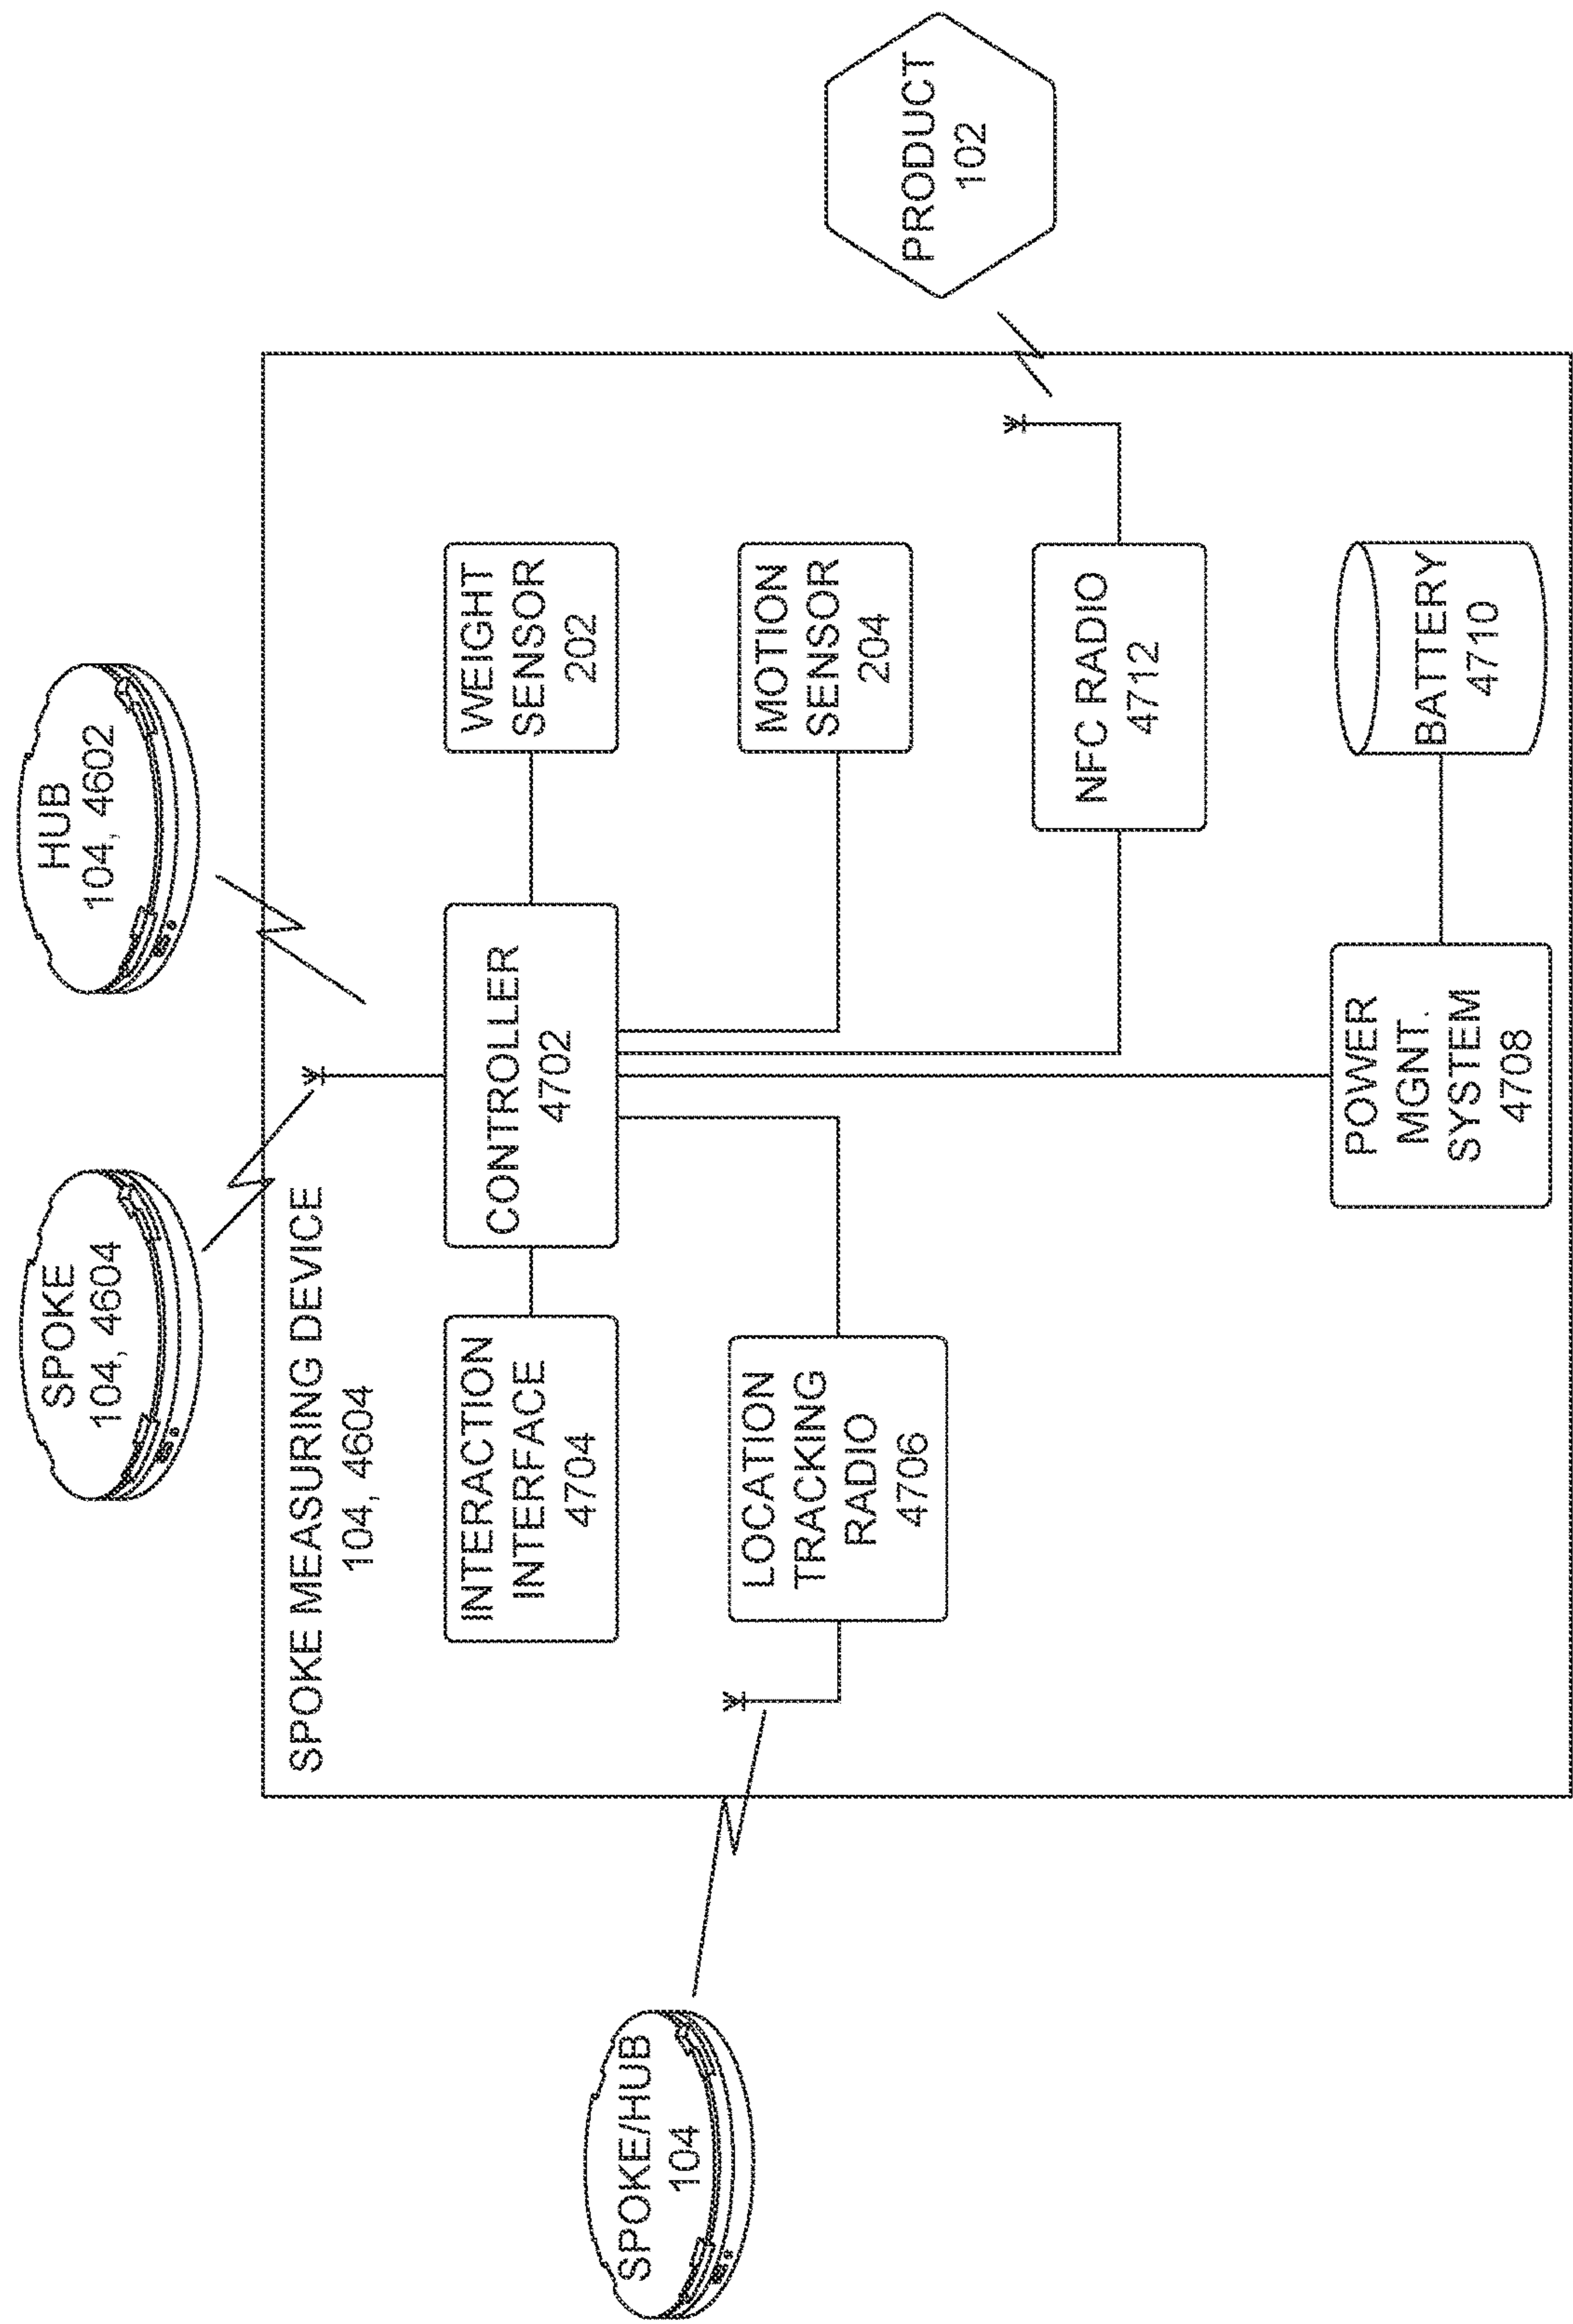 SPOKE
104, 4604
HUB
104, 4602
SPOKE MEASURING DEVICE
104, 4604
INTERACTION
INTERFACE
4704
CONTROLLER
4702
WEIGHT
SENSOR
202
SPOKE/HUB
104
LOCATION
TRACKING
RADIO
4706
MOTION
SENSOR
204
PRODUCT
102
NFC RADIO
4712
POWER
MGNT.
SYSTEM
4708
BATTERY
4710